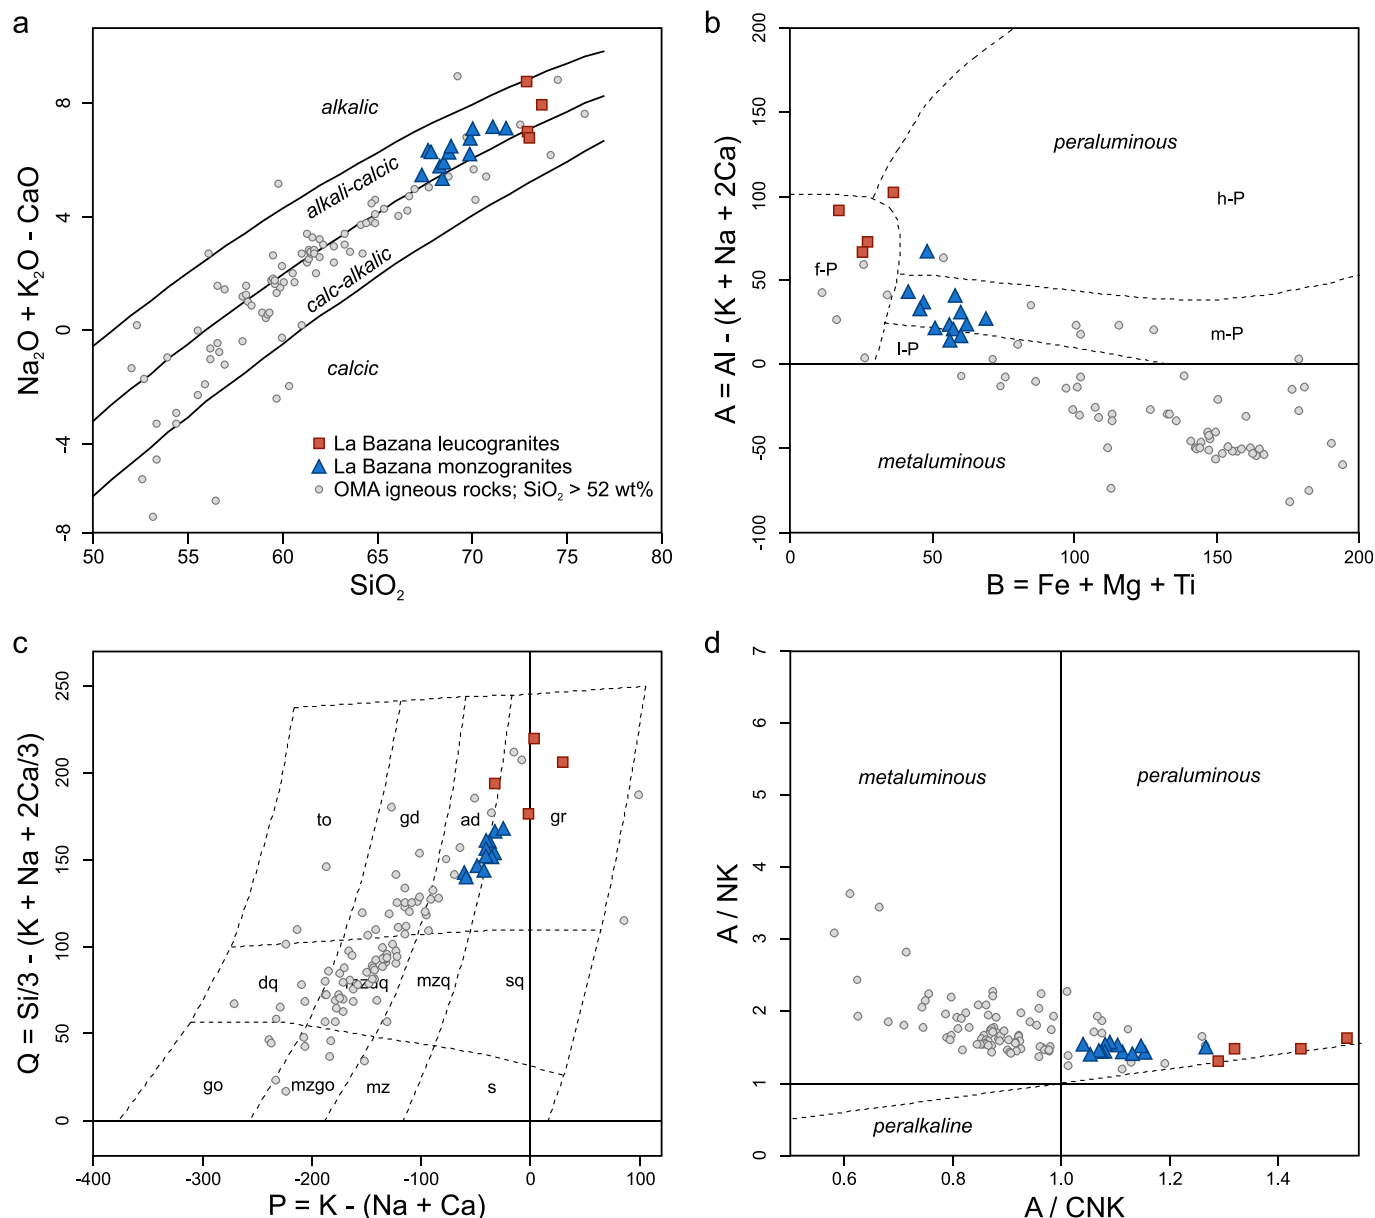 a
Na₂O + K₂O - CaO
8
4
0
-4
-8
alkalic
alkali-calcic
calc-alkalic
calcic
La Bazana leucogranites
La Bazana monzogranites
OMA igneous rocks; SiO₂ > 52 wt%
50 55 60 65 70 75 80
SiO₂
b
A = Al - (K + Na + 2Ca)
200
150
100
50
0
-50
-100
peraluminous
h-P
f-P
m-P
l-P
metaluminous
0 50 100 150 200
B = Fe + Mg + Ti
c
Q = Si/3 - (K + Na + 2Ca/3)
250
200
150
100
50
0
to gd ad gr
dq mzdq mzq sq
go mzgo mz s
-400 -300 -200 -100 0 100
P = K - (Na + Ca)
d
A / NK
7
6
5
4
3
2
1
0
metaluminous peraluminous
peralkaline
0.6 0.8 1.0 1.2 1.4
A / CNK